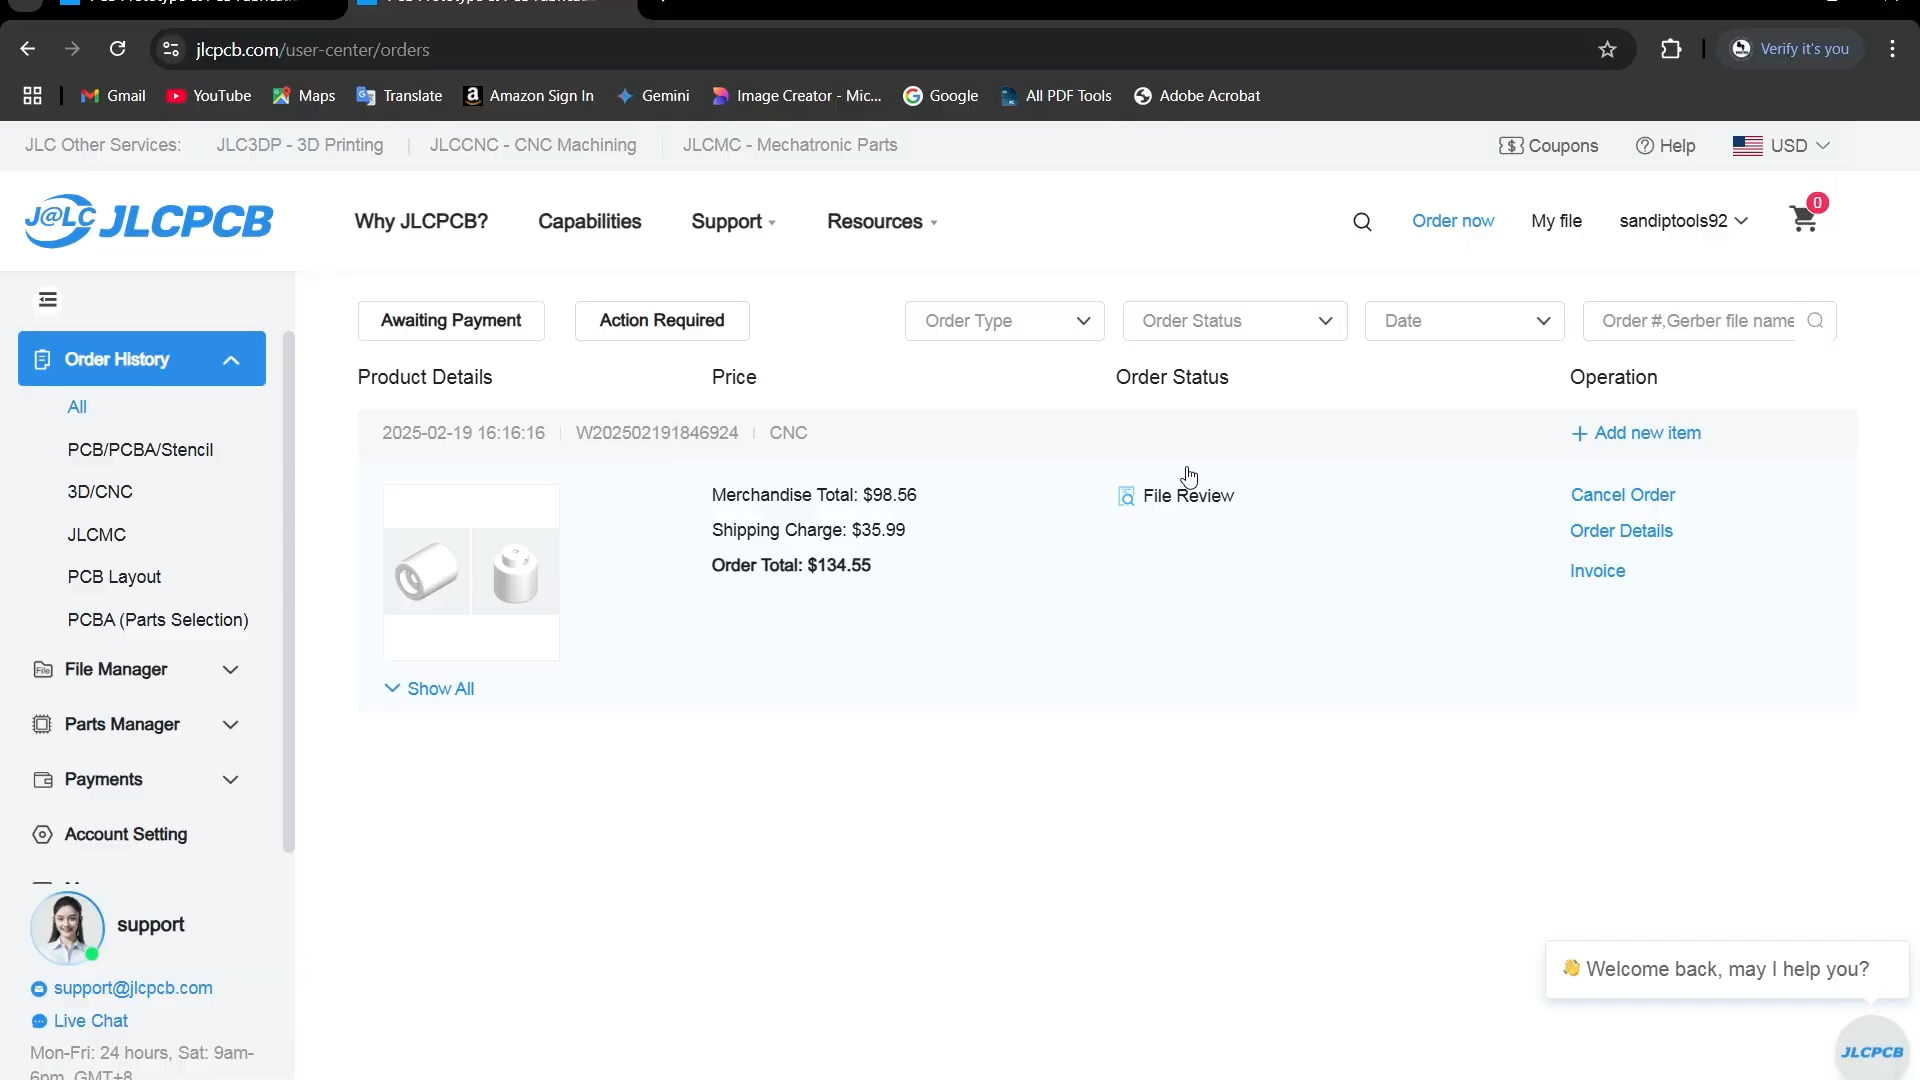 jlcpcb.com/user-center/orders
Verify it's you
Gmail YouTube Maps Translate Amazon Sign In Gemini Image Creator - Mic... Google All PDF Tools Adobe Acrobat
JLC Other Services: JLC3DP - 3D Printing | JLCCNC - CNC Machining | JLCMC - Mechatronic Parts
Coupons Help USD
J@LC JLCPCB
Why JLCPCB? Capabilities Support Resources
Order now My file sandiptools92 0
Awaiting Payment Action Required Order Type Order Status Date Order #,Gerber file name
Order History
All
PCB/PCBA/Stencil
3D/CNC
JLCMC
PCB Layout
PCBA (Parts Selection)
File Manager
Parts Manager
Payments
Account Setting
support
support@jlcpcb.com
Live Chat
Mon-Fri: 24 hours, Sat: 9am-
6pm, GMT+8
Product Details Price Order Status Operation
2025-02-19 16:16:16 | W202502191846924 | CNC
+ Add new item
Merchandise Total: $98.56
Shipping Charge: $35.99
Order Total: $134.55
File Review
Cancel Order
Order Details
Invoice
Show All
👋 Welcome back, may I help you?
JLCPCB